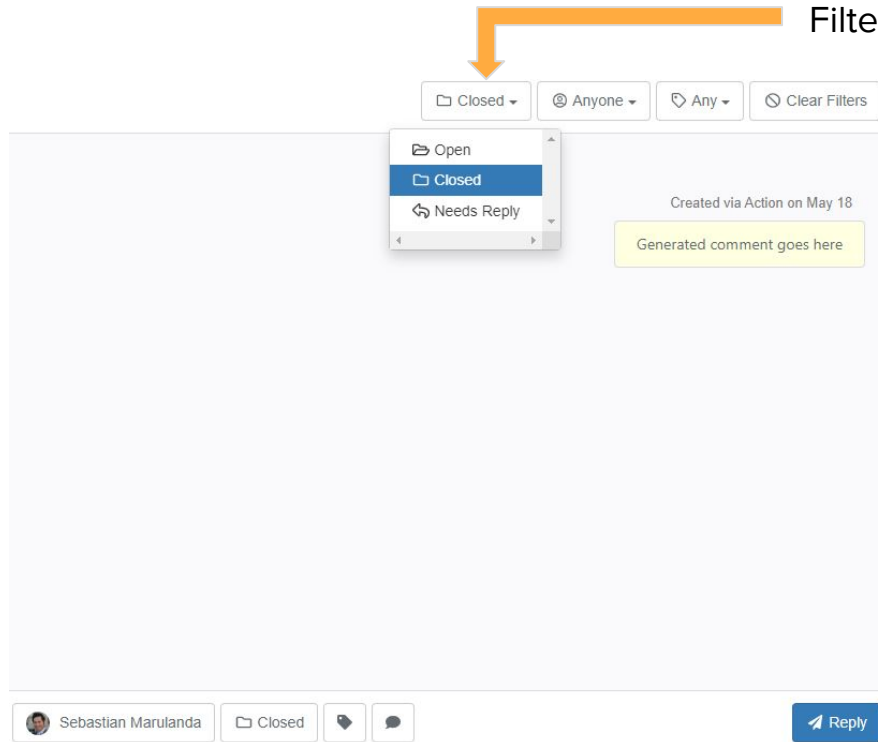 Filte
Closed Anyone Any Clear Filters
Open
Closed
Needs Reply
Created via Action on May 18
Generated comment goes here
Sebastian Marulanda Closed Reply